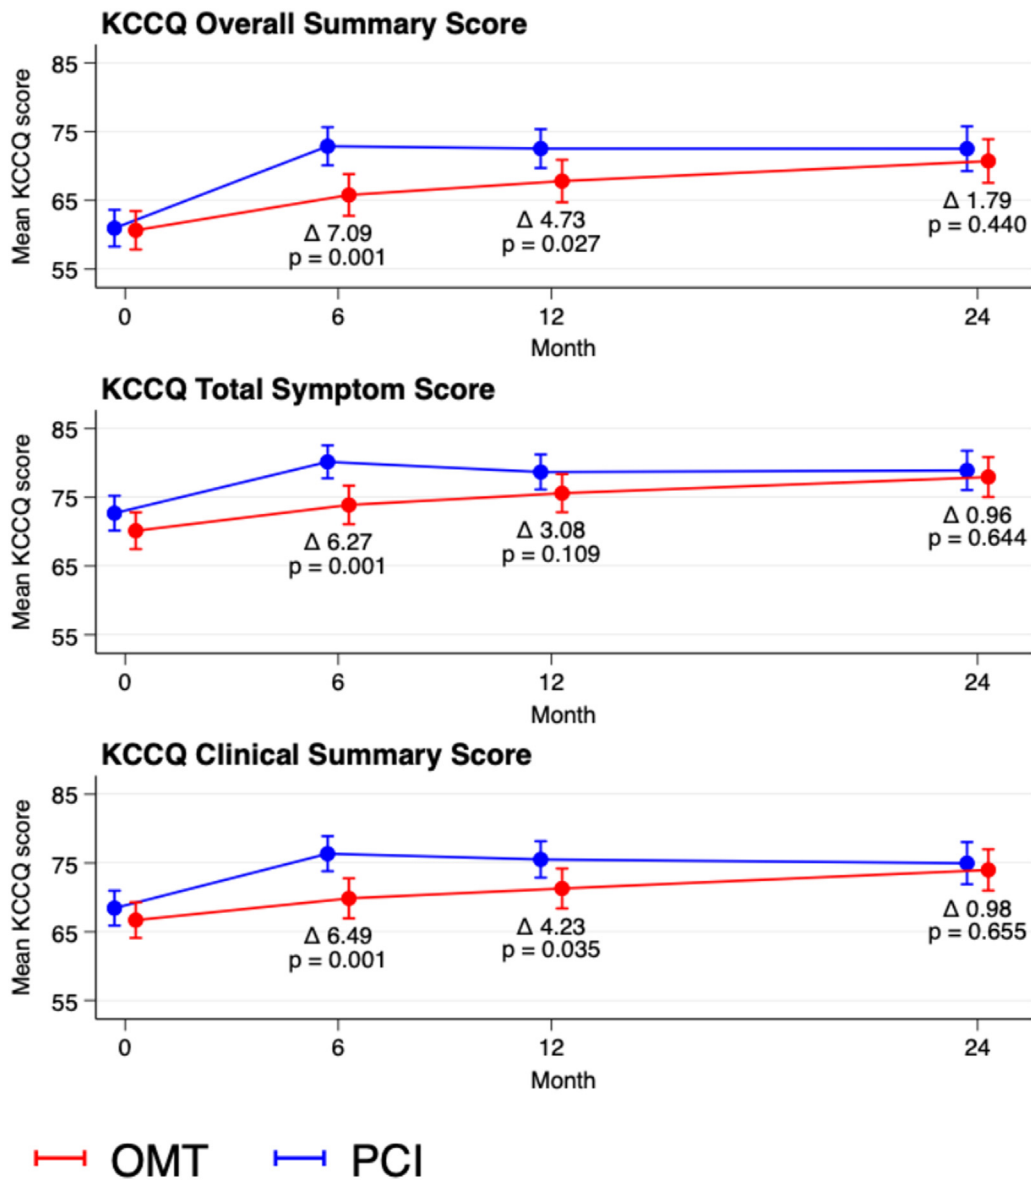 KCCQ Overall Summary Score
Mean KCCQ score
85
75
65
55
Δ 7.09
p = 0.001
Δ 4.73
p = 0.027
Δ 1.79
p = 0.440
0 6 12 24
Month
KCCQ Total Symptom Score
Mean KCCQ score
85
75
65
55
Δ 6.27
p = 0.001
Δ 3.08
p = 0.109
Δ 0.96
p = 0.644
0 6 12 24
Month
KCCQ Clinical Summary Score
Mean KCCQ score
85
75
65
55
Δ 6.49
p = 0.001
Δ 4.23
p = 0.035
Δ 0.98
p = 0.655
0 6 12 24
Month
OMT PCI